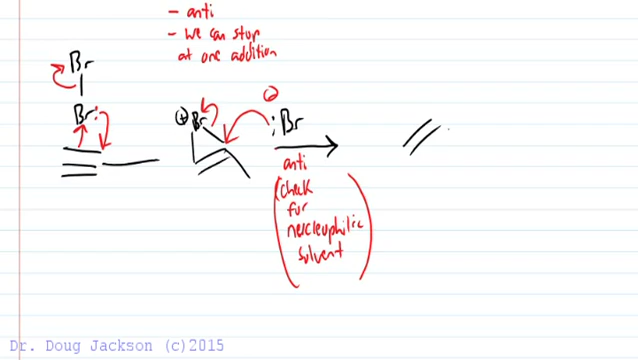 - anti
- we can stop
at one addition
Br
Br:
⊕Br
⊖
:Br
anti
(check
for
nucleophilic
solvent)
Dr. Doug Jackson (c)2015